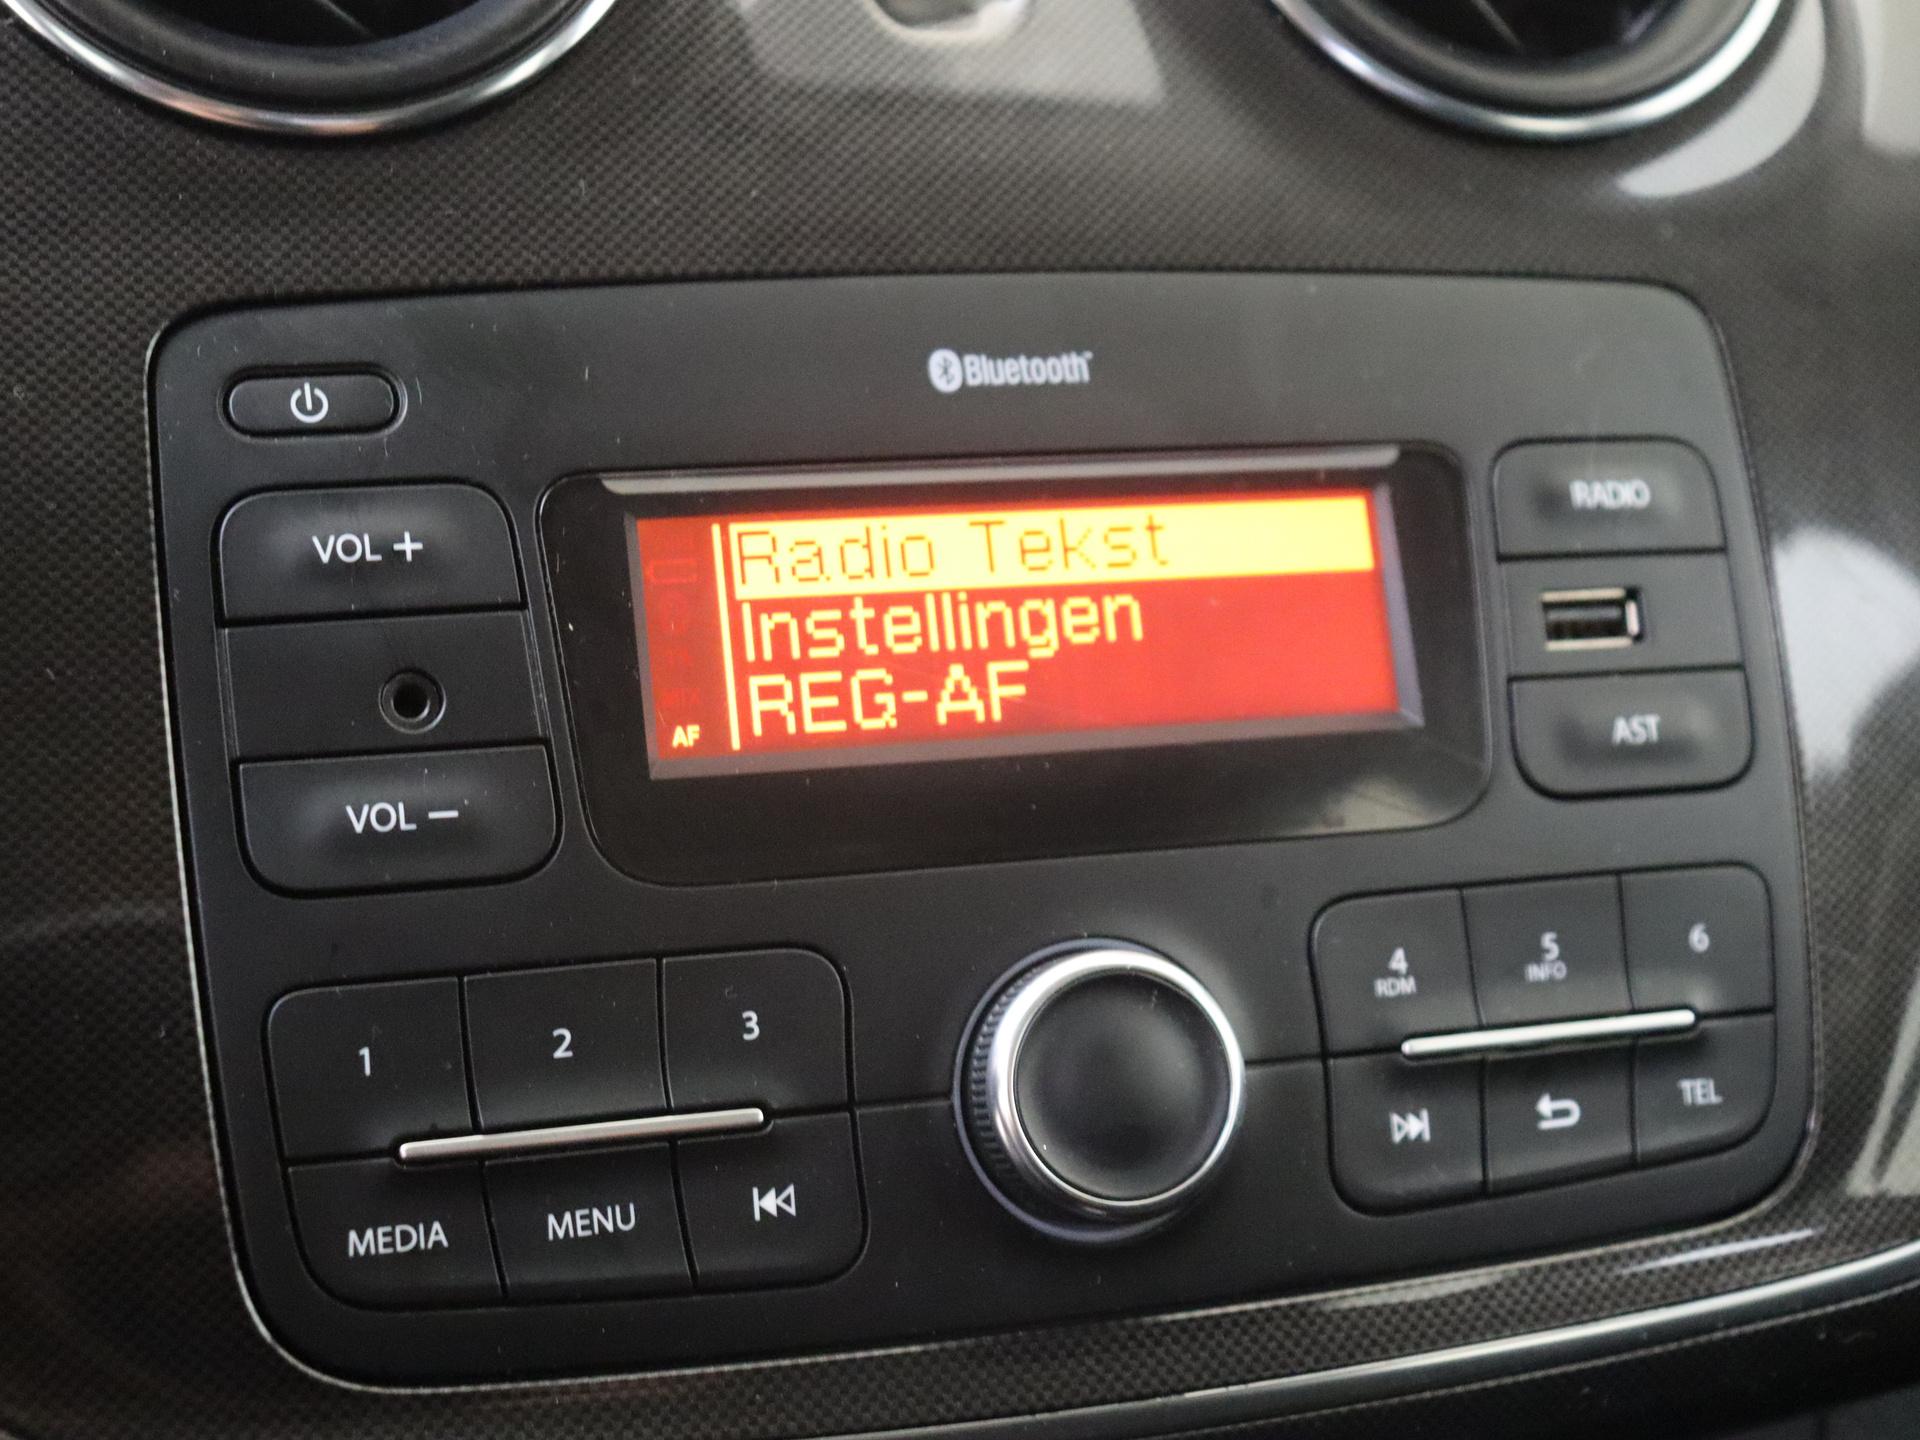 Bluetooth
VOL +
RADIO
Radio Tekst
Instellingen
REG-AF
AF
AST
VOL −
1
2
3
4
RDM
5
INFO
6
MEDIA
MENU
TEL